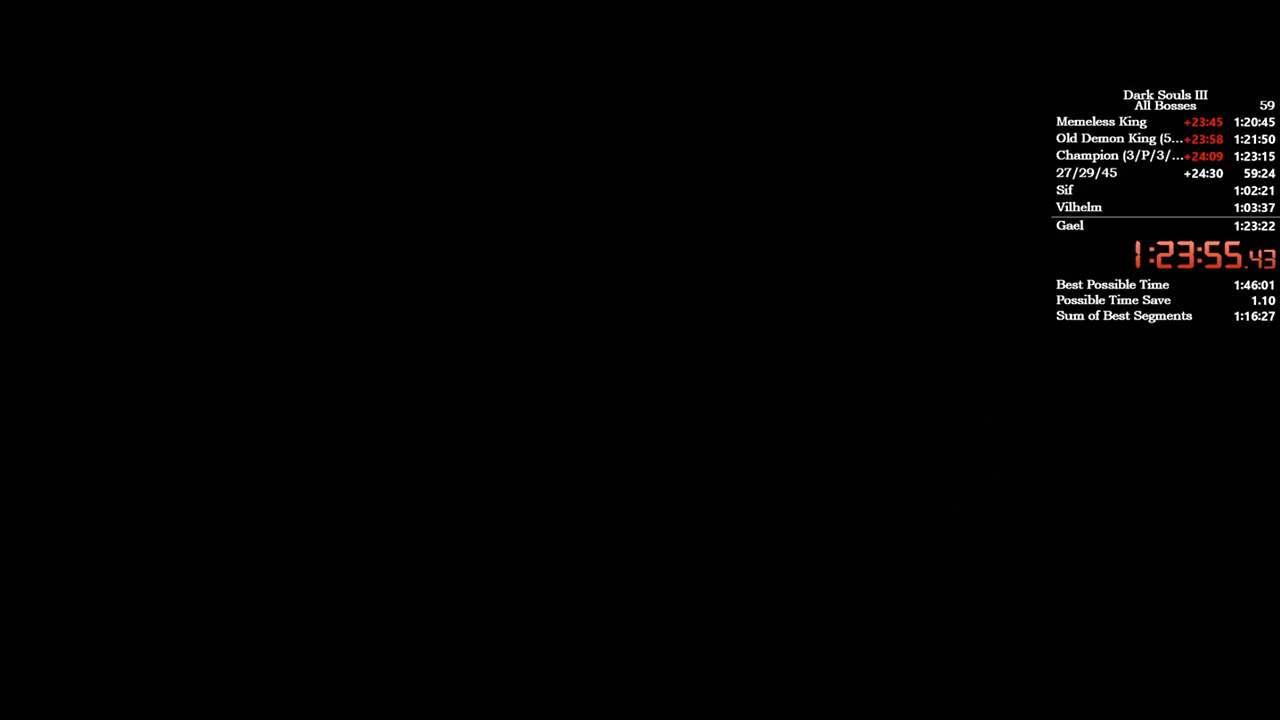 Dark Souls III
All Bosses 59
Memeless King +23:45 1:20:45
Old Demon King (5... +23:58 1:21:50
Champion (3/P/3/... +24:09 1:23:15
27/29/45 +24:30 59:24
Sif 1:02:21
Vilhelm 1:03:37
Gael 1:23:22
1:23:55.43
Best Possible Time 1:46:01
Possible Time Save 1.10
Sum of Best Segments 1:16:27